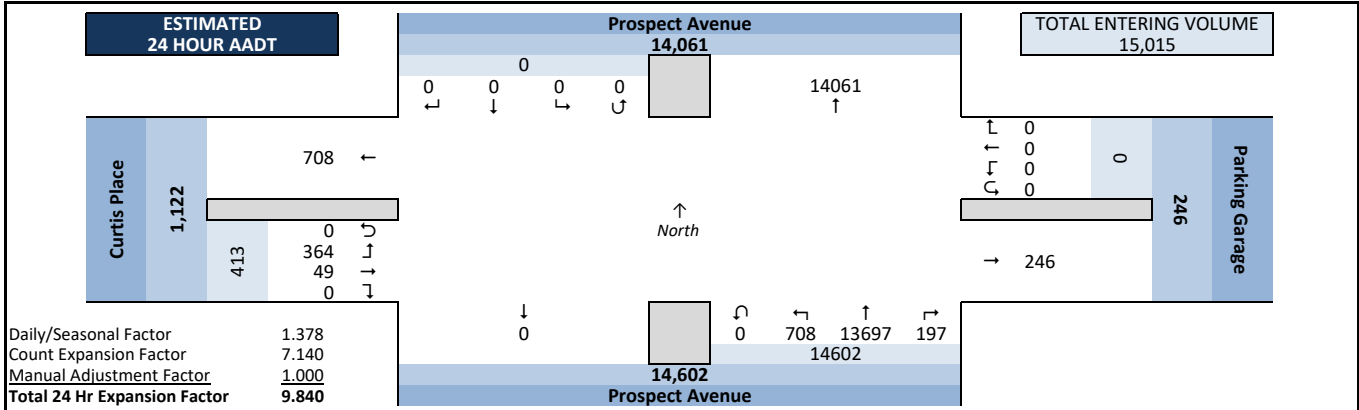 ESTIMATED
24 HOUR AADT
Prospect Avenue
14,061
TOTAL ENTERING VOLUME
15,015
0
0 0 0 0
↵ ↓ ↳ ↺
14061
↑
Curtis Place
1,122
708 ←
413
0 ⮌
364 ↰
49 →
0 ↴
↑
North
↱ 0
← 0
↲ 0
⮎ 0
0
246
Parking Garage
→ 246
↓
0
↶ ↰ ↑ ↱
0 708 13697 197
14602
14,602
Prospect Avenue
Daily/Seasonal Factor 1.378
Count Expansion Factor 7.140
Manual Adjustment Factor 1.000
Total 24 Hr Expansion Factor 9.840